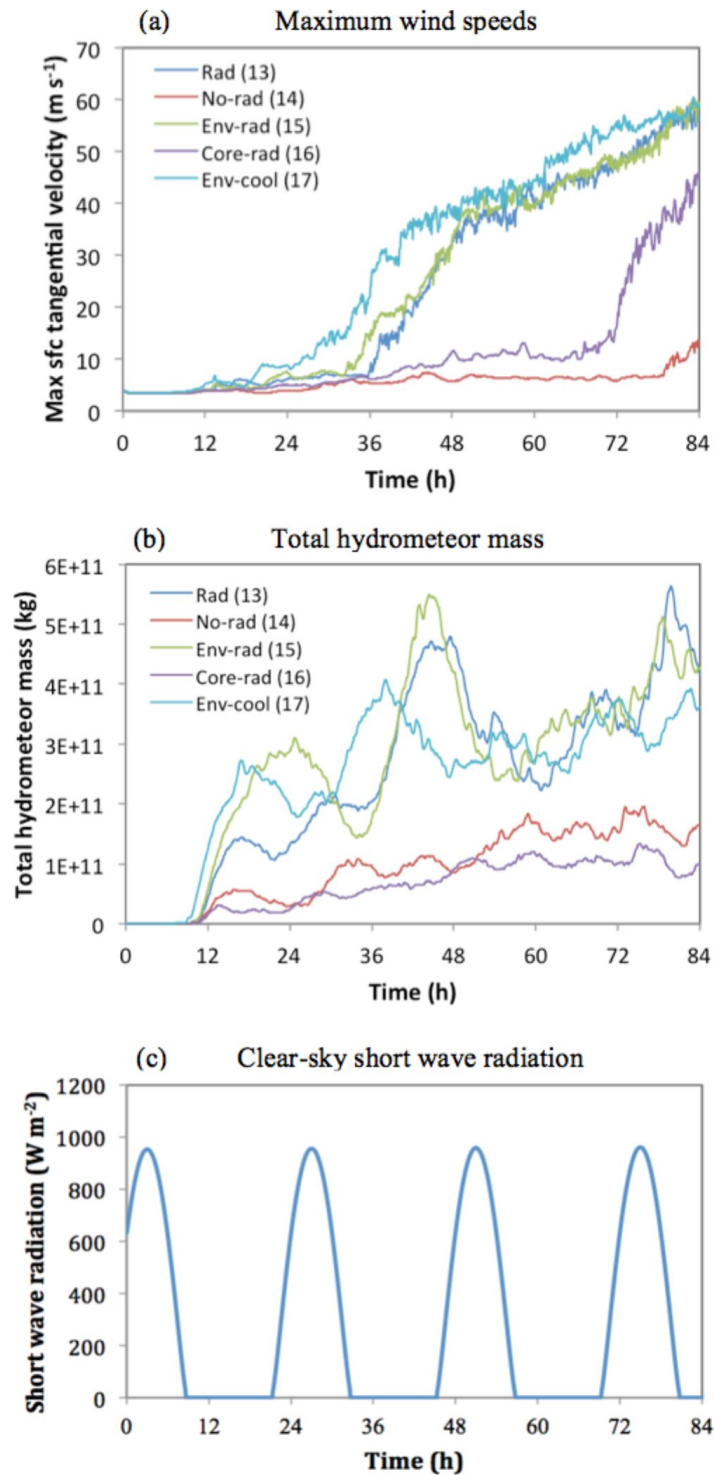 (a) Maximum wind speeds
70
60
50
40
30
20
10
0
Max sfc tangential velocity (m s⁻¹)
Rad (13)
No-rad (14)
Env-rad (15)
Core-rad (16)
Env-cool (17)
0 12 24 36 48 60 72 84
Time (h)
(b) Total hydrometeor mass
6E+11
5E+11
4E+11
3E+11
2E+11
1E+11
0
Total hydrometeor mass (kg)
Rad (13)
No-rad (14)
Env-rad (15)
Core-rad (16)
Env-cool (17)
0 12 24 36 48 60 72 84
Time (h)
(c) Clear-sky short wave radiation
1200
1000
800
600
400
200
0
Short wave radiation (W m⁻²)
0 12 24 36 48 60 72 84
Time (h)